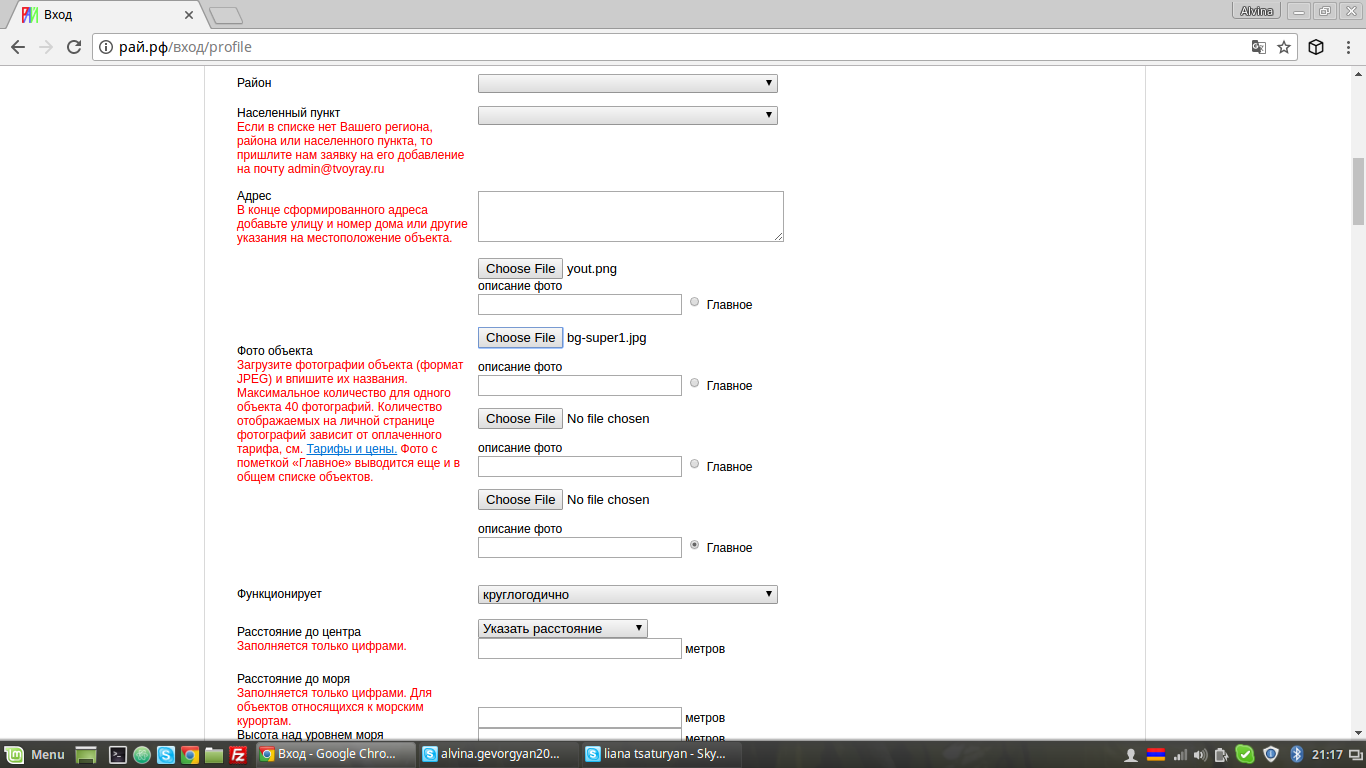 Вход
Alvina
рай.рф/вход/profile
Район
Населенный пункт
Если в списке нет Вашего региона,
района или населенного пункта, то
пришлите нам заявку на его добавление
на почту admin@tvoyray.ru
Адрес
В конце сформированного адреса
добавьте улицу и номер дома или другие
указания на местоположение объекта.
Choose File yout.png
описание фото
Главное
Choose File bg-super1.jpg
описание фото
Главное
Choose File No file chosen
описание фото
Главное
Choose File No file chosen
описание фото
Главное
Фото объекта
Загрузите фотографии объекта (формат
JPEG) и впишите их названия.
Максимальное количество для одного
объекта 40 фотографий. Количество
отображаемых на личной странице
фотографий зависит от оплаченного
тарифа, см. Тарифы и цены. Фото с
пометкой «Главное» выводится еще и в
общем списке объектов.
Функционирует
круглогодично
Расстояние до центра
Заполняется только цифрами.
Указать расстояние
метров
Расстояние до моря
Заполняется только цифрами. Для
объектов относящихся к морским
курортам.
метров
Высота над уровнем моря
метров
Menu
Вход - Google Chro...
alvina.gevorgyan20...
liana tsaturyan - Sky...
21:17